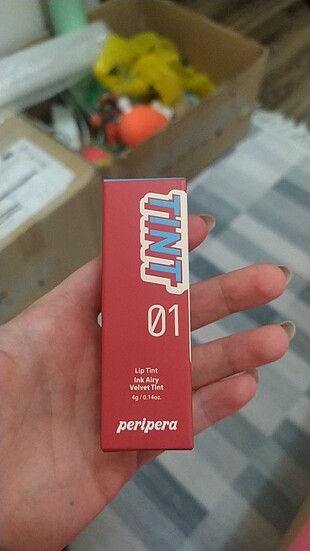 TINT
01
Lip Tint
Ink Airy
Velvet Tint
4g / 0.14oz.
peripera